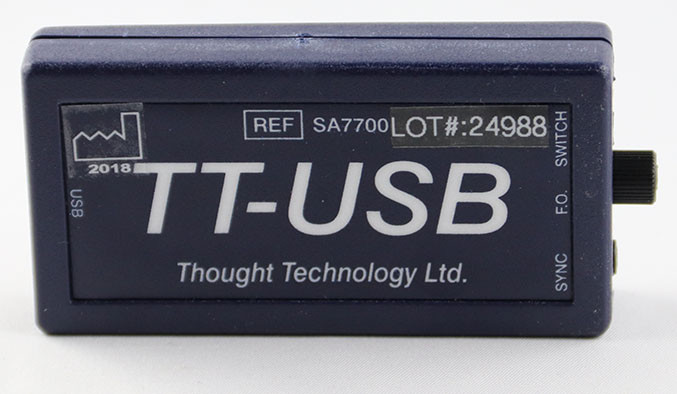 REF SA7700 LOT#:24988
2018
TT-USB
Thought Technology Ltd.
USB
SWITCH
F.O.
SYNC